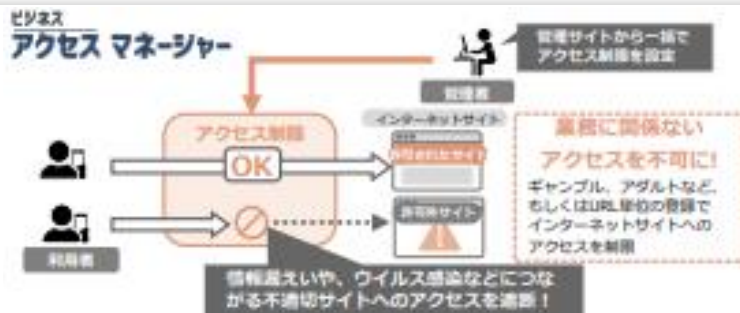 ビジネス
アクセス マネージャー
管理サイトから一括で
アクセス制限を設定
管理者
インターネットサイト
アクセス制限
OK
許可されたサイト
許可外サイト
利用者
業務に関係ない
アクセスを不可に!
ギャンブル、アダルトなど、
もしくはURL単位の登録で
インターネットサイトへの
アクセスを制限
情報漏えいや、ウイルス感染などにつな
がる不適切サイトへのアクセスを遮断！